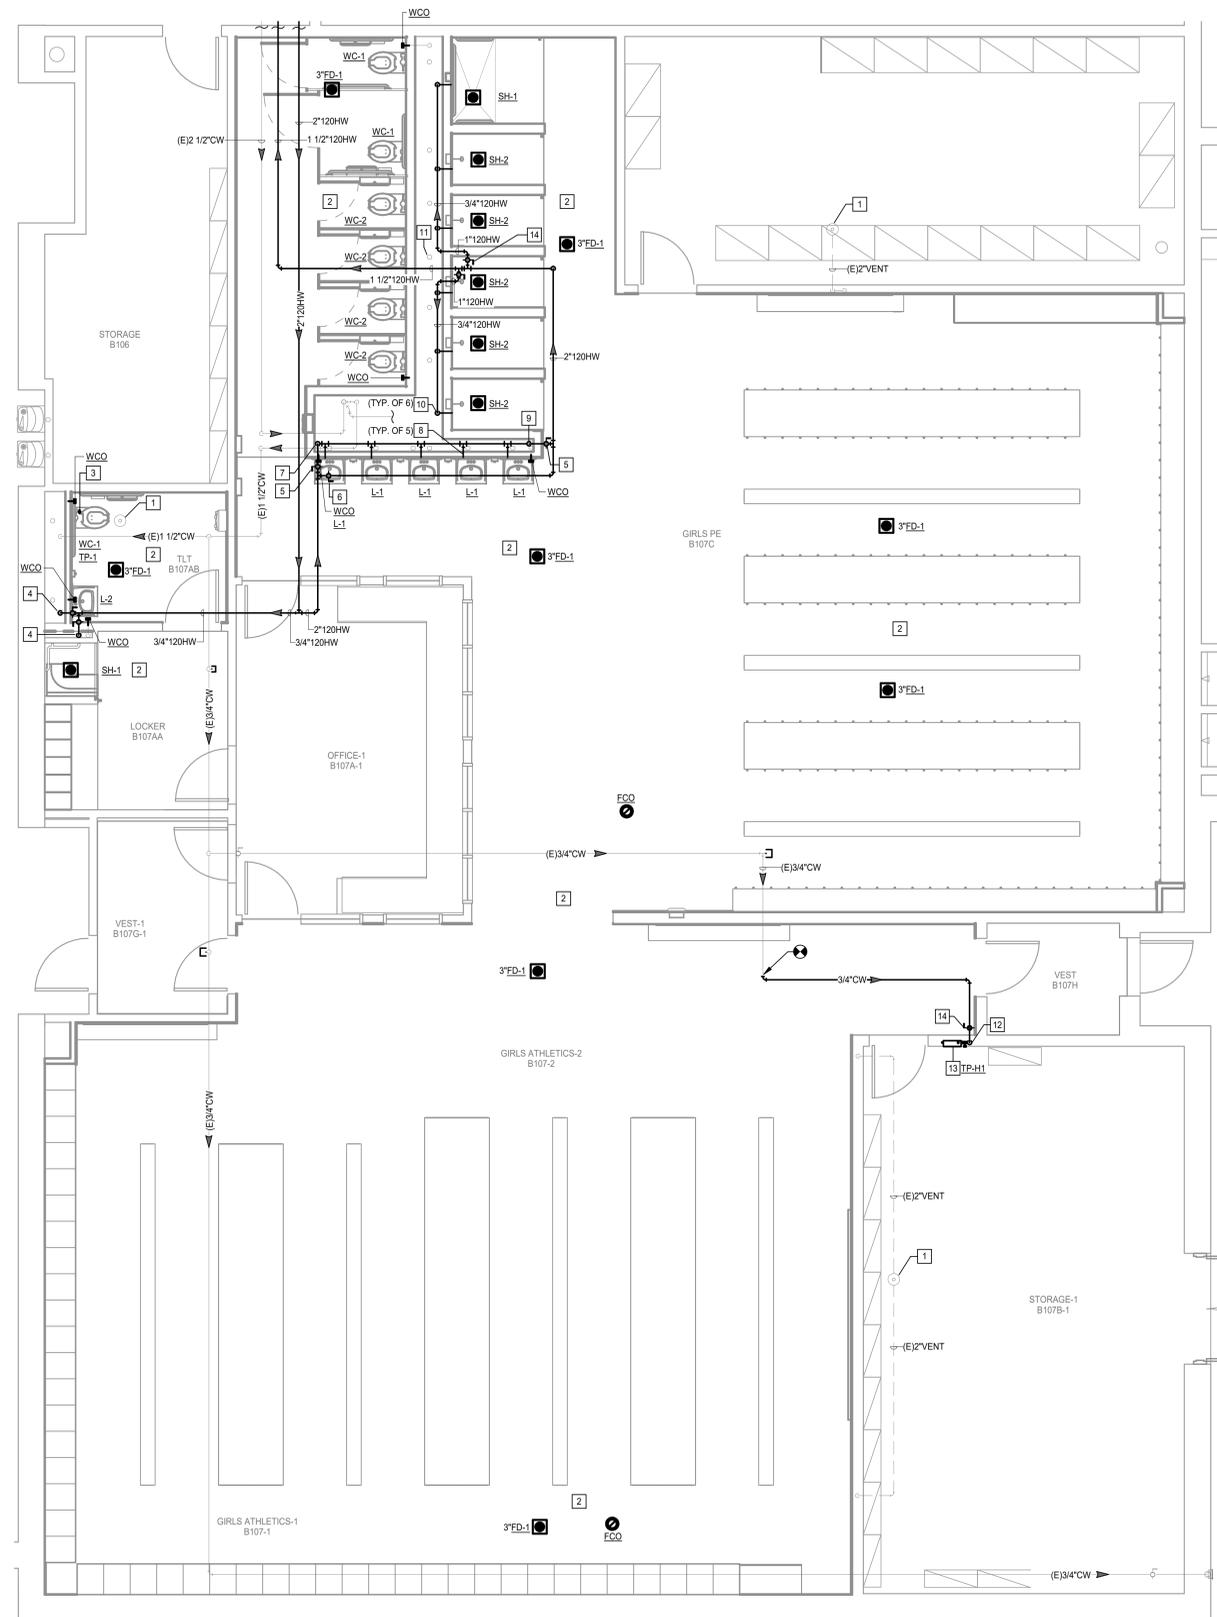 WCO
WC-1
3"FD-1
SH-1
2"120HW
WC-1
(E)2 1/2"CW
1 1/2"120HW
SH-2
2
2
3/4"120HW
1
WC-2
SH-2
11
14
1"120HW
3"FD-1
WC-2
(E)2"VENT
1 1/2"120HW
SH-2
1"120HW
2"120HW
WC-2
3/4"120HW
STORAGE
B106
SH-2
WC-2
2"120HW
WCO
(TYP. OF 6)
10
SH-2
(TYP. OF 5)
8
9
7
5
WCO
5
6
3
L-1
L-1
L-1
L-1
WCO
(E)1 1/2"CW
WCO
L-1
1
3"FD-1
(E)1 1/2"CW
GIRLS PE
B107C
WC-1
TP-1
2
2
3"FD-1
TLT
B107AB
WCO
3"FD-1
4
L-2
2
4
WCO
3/4"120HW
2"120HW
3/4"120HW
SH-1
2
3"FD-1
(E)3/4"CW
LOCKER
B107AA
OFFICE-1
B107A-1
FCO
(E)3/4"CW
(E)3/4"CW
2
VEST-1
B107G-1
3"FD-1
3/4"CW
VEST
B107H
14
12
GIRLS ATHLETICS-2
B107-2
13
TP-H1
(E)3/4"CW
(E)2"VENT
1
STORAGE-1
B107B-1
(E)2"VENT
2
GIRLS ATHLETICS-1
B107-1
3"FD-1
FCO
(E)3/4"CW